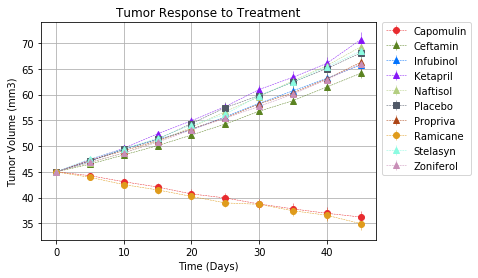 Tumor Response to Treatment
Tumor Volume (mm3)
70
65
60
55
50
45
40
35
0
10
20
30
40
Time (Days)
Capomulin
Ceftamin
Infubinol
Ketapril
Naftisol
Placebo
Propriva
Ramicane
Stelasyn
Zoniferol